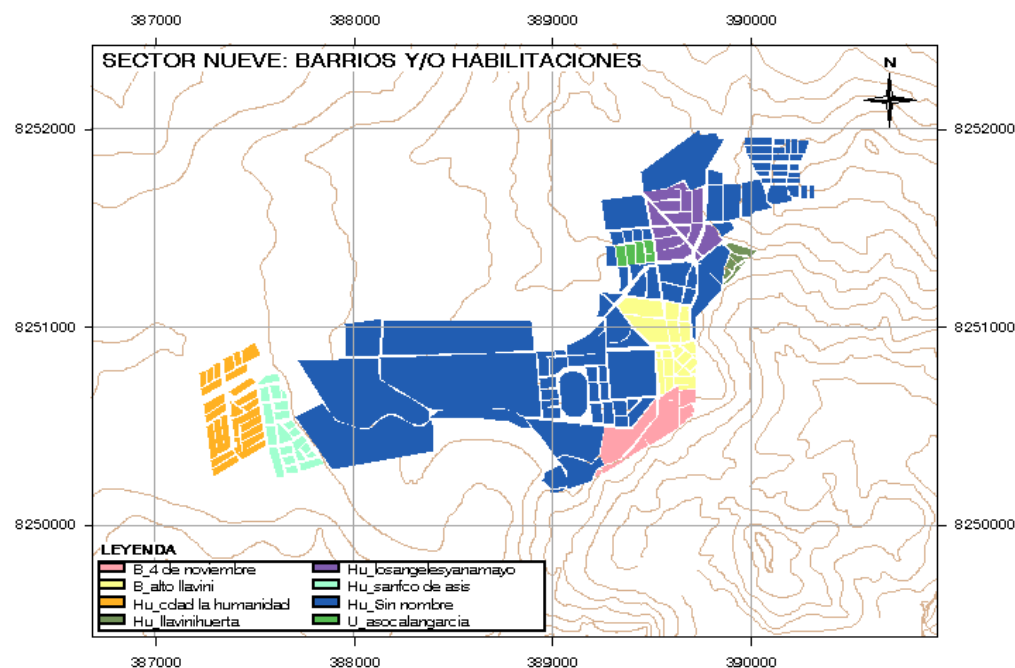 387000 388000 389000 390000
SECTOR NUEVE: BARRIOS Y/O HABILITACIONES
N
8252000 8252000
8251000 8251000
8250000 8250000
LEYENDA
B_4 de noviembre Hu_losangelesyanamayo
B_alto llavini Hu_sanfco de asis
Hu_cdad la humanidad Hu_Sin nombre
Hu_llavinihuerta U_asocalangarcia
387000 388000 389000 390000